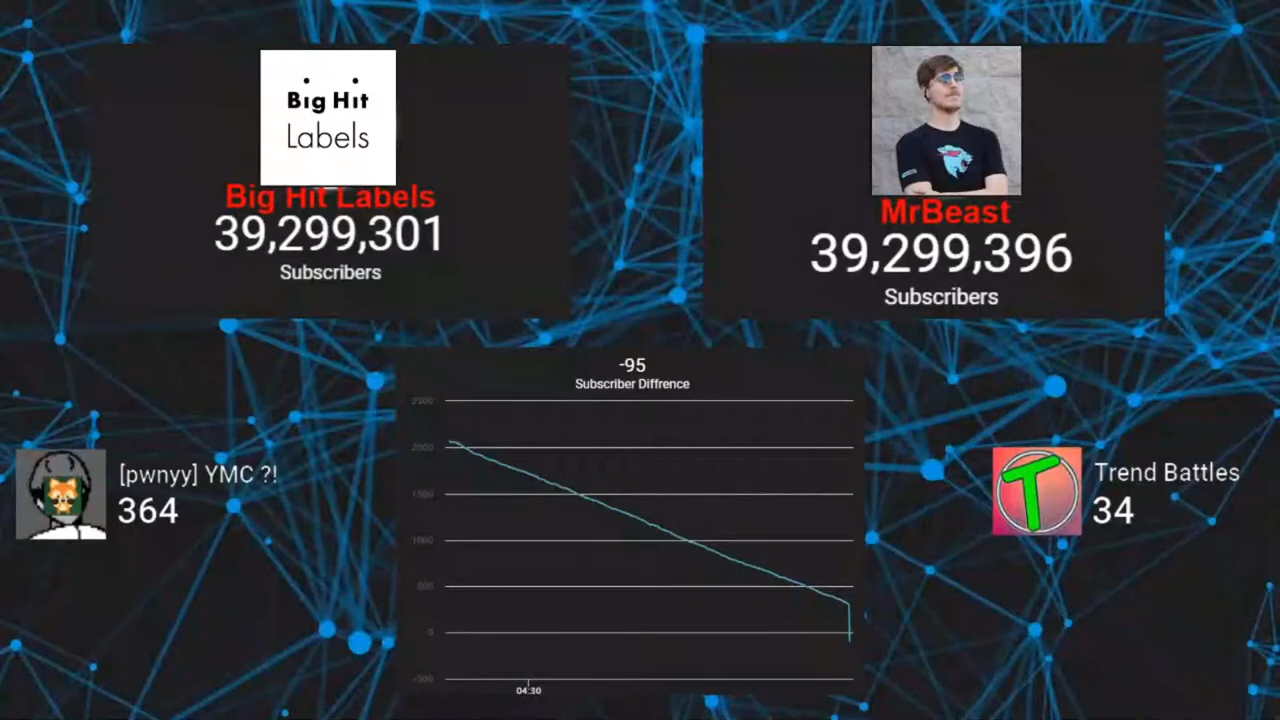 Big Hit
Labels
Big Hit Labels
39,299,301
Subscribers
MrBeast
39,299,396
Subscribers
-95
Subscriber Diffrence
2500
2000
1500
1000
500
0
-500
04:30
[pwnyy] YMC ?!
364
T
Trend Battles
34